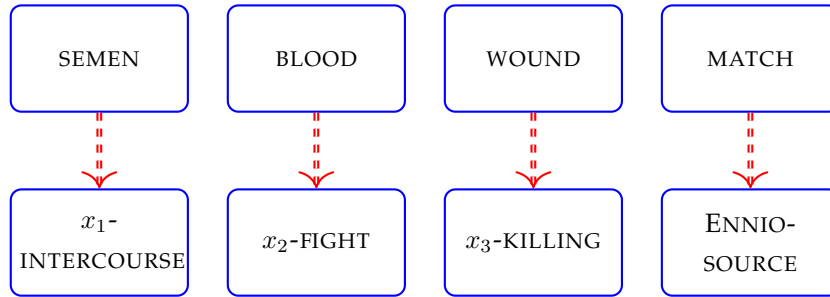 SEMEN
BLOOD
WOUND
MATCH
x₁-
INTERCOURSE
x₂-FIGHT
x₃-KILLING
ENNIO-
SOURCE